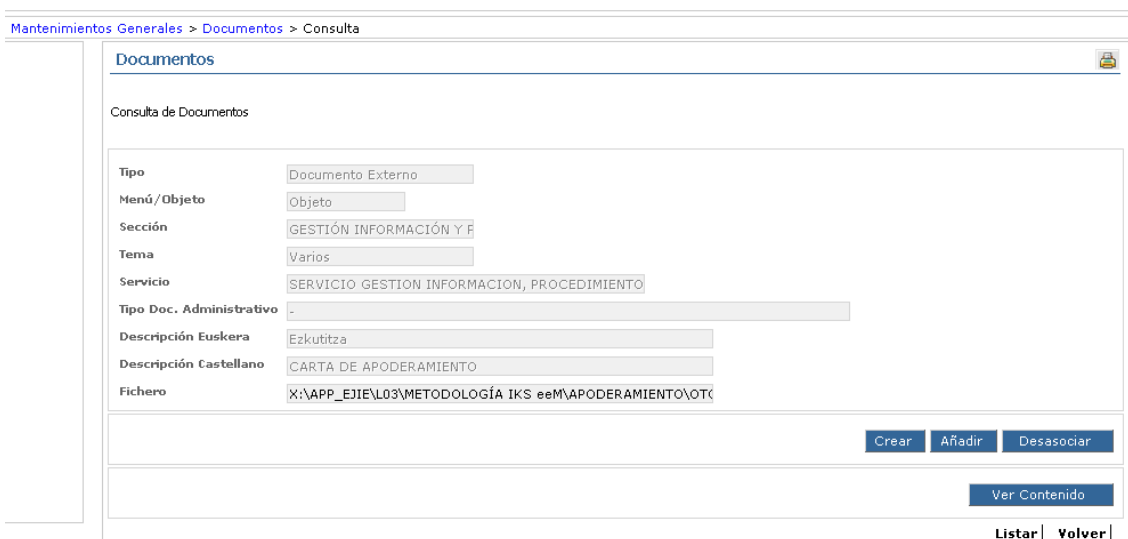 Mantenimientos Generales > Documentos > Consulta
Documentos
Consulta de Documentos
Tipo Documento Externo
Menú/Objeto Objeto
Sección GESTIÓN INFORMACIÓN Y
Tema Varios
Servicio SERVICIO GESTION INFORMACION, PROCEDIMIENTO
Tipo Doc. Administrativo -
Descripción Euskera Ezkutitza
Descripción Castellano CARTA DE APODERAMIENTO
Fichero X:\APP_EJIE\L03\METODOLOGÍA IKS eeM\APODERAMIENTO\OT
Crear Añadir Desasociar
Ver Contenido
Listar| Volver|